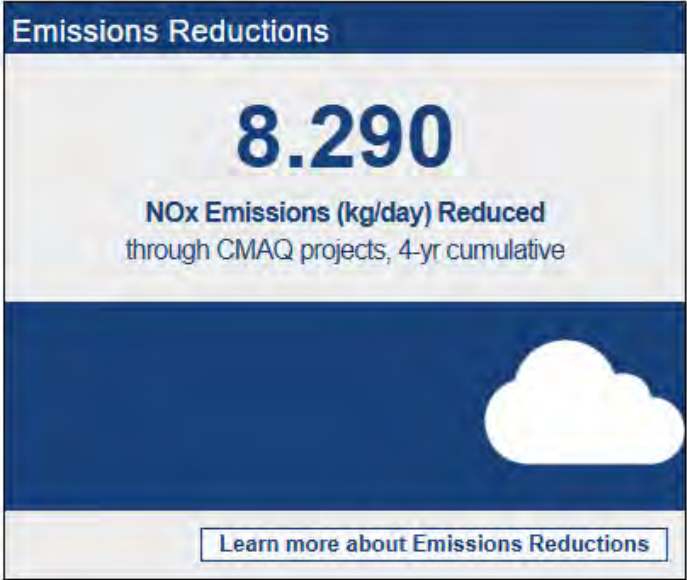 Emissions Reductions
8.290
NOx Emissions (kg/day) Reduced
through CMAQ projects, 4-yr cumulative
Learn more about Emissions Reductions